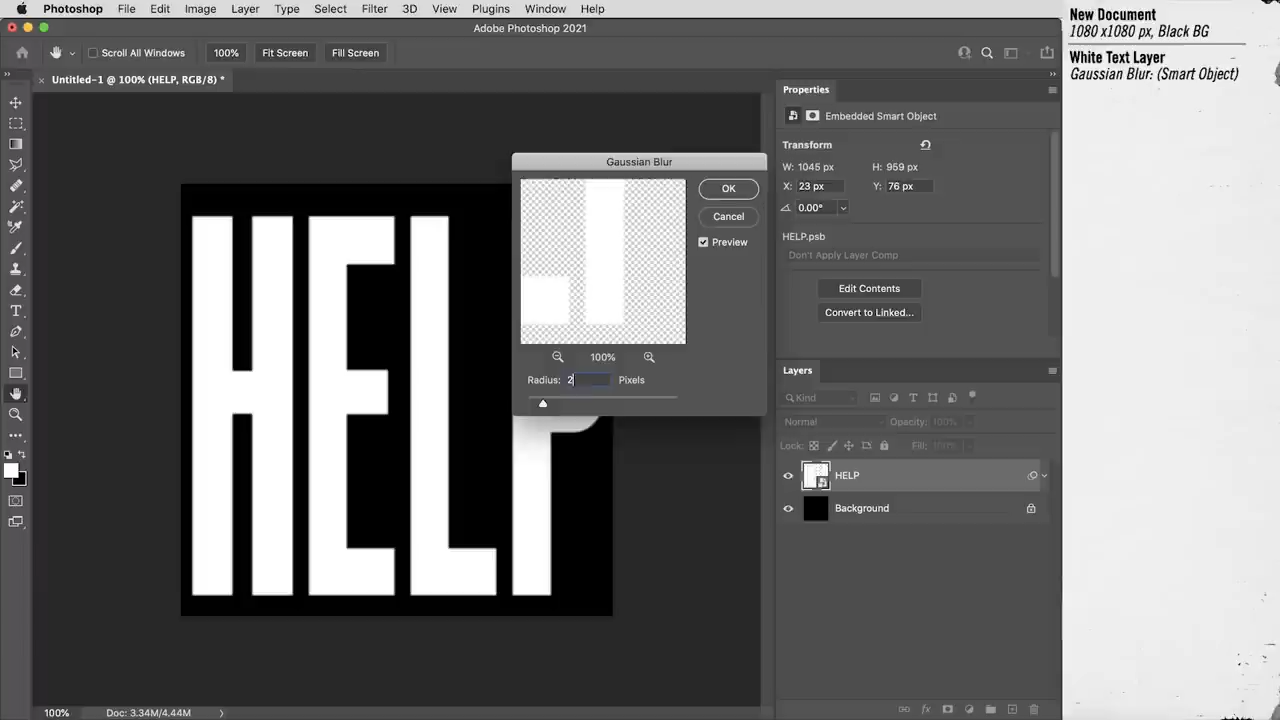 Photoshop File Edit Image Layer Type Select Filter 3D View Plugins Window Help
Adobe Photoshop 2021
Scroll All Windows 100% Fit Screen Fill Screen
Untitled-1 @ 100% (HELP, RGB/8) *
HELP
Gaussian Blur
OK
Cancel
Preview
100%
Radius: 2 Pixels
Properties
Embedded Smart Object
Transform
W: 1045 px H: 959 px
X: 23 px Y: 76 px
0.00°
HELP.psb
Don't Apply Layer Comp
Edit Contents
Convert to Linked...
Layers
Kind
Normal Opacity: 100%
Lock: Fill: 100%
HELP
Background
100% Doc: 3.34M/4.44M
New Document
1080 x1080 px, Black BG
White Text Layer
Gaussian Blur: (Smart Object)